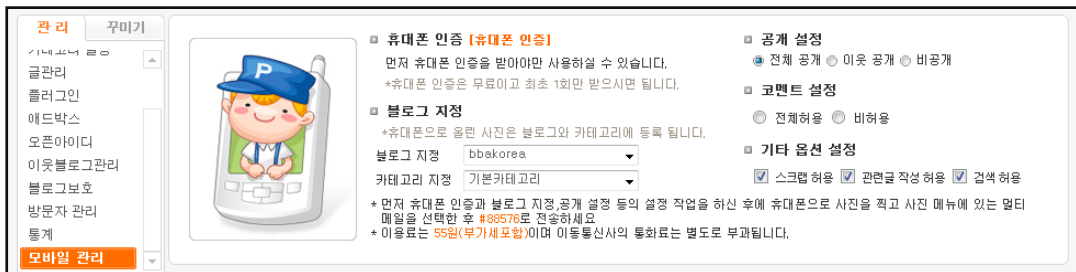 관 리
꾸미기
글관리
플러그인
애드박스
오픈아이디
이웃블로그관리
블로그보호
방문자 관리
통계
모바일 관리
P
휴대폰 인증 [휴대폰 인증]
먼저 휴대폰 인증을 받아야만 사용하실 수 있습니다.
*휴대폰 인증은 무료이고 최초 1회만 받으시면 됩니다.
블로그 지정
*휴대폰으로 올린 사진은 블로그와 카테고리에 등록 됩니다.
블로그 지정 bbakorea
카테고리 지정 기본카테고리
공개 설정
전체 공개 이웃 공개 비공개
코멘트 설정
전체허용 비허용
기타 옵션 설정
스크랩 허용 관련글 작성 허용 검색 허용
* 먼저 휴대폰 인증과 블로그 지정,공개 설정 등의 설정 작업을 하신 후에 휴대폰으로 사진을 찍고 사진 메뉴에 있는 멀티
메일을 선택한 후 #88576로 전송하세요
* 이용료는 55원(부가세포함)이며 이동통신사의 통화료는 별도로 부과됩니다.